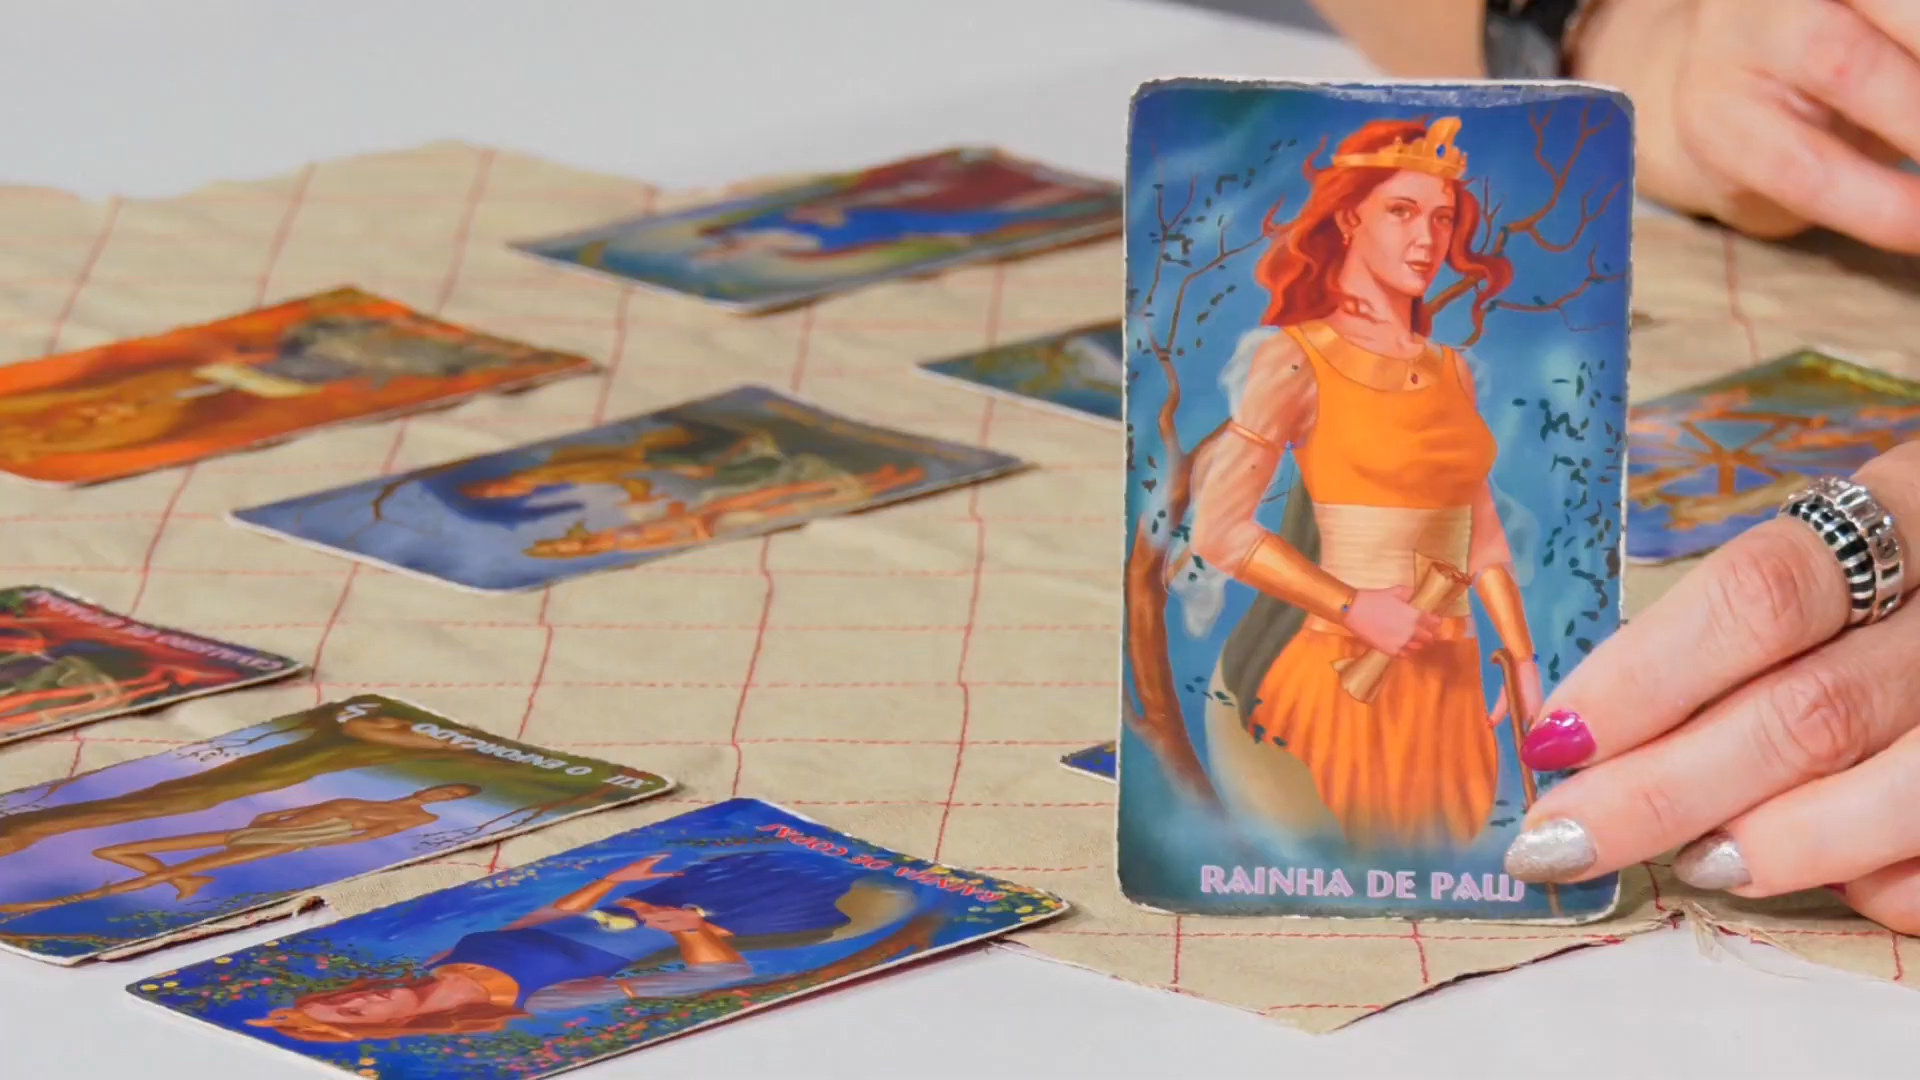 RAINHA DE PAUS
RAINHA DE COPAS
XII
O ENFORCADO